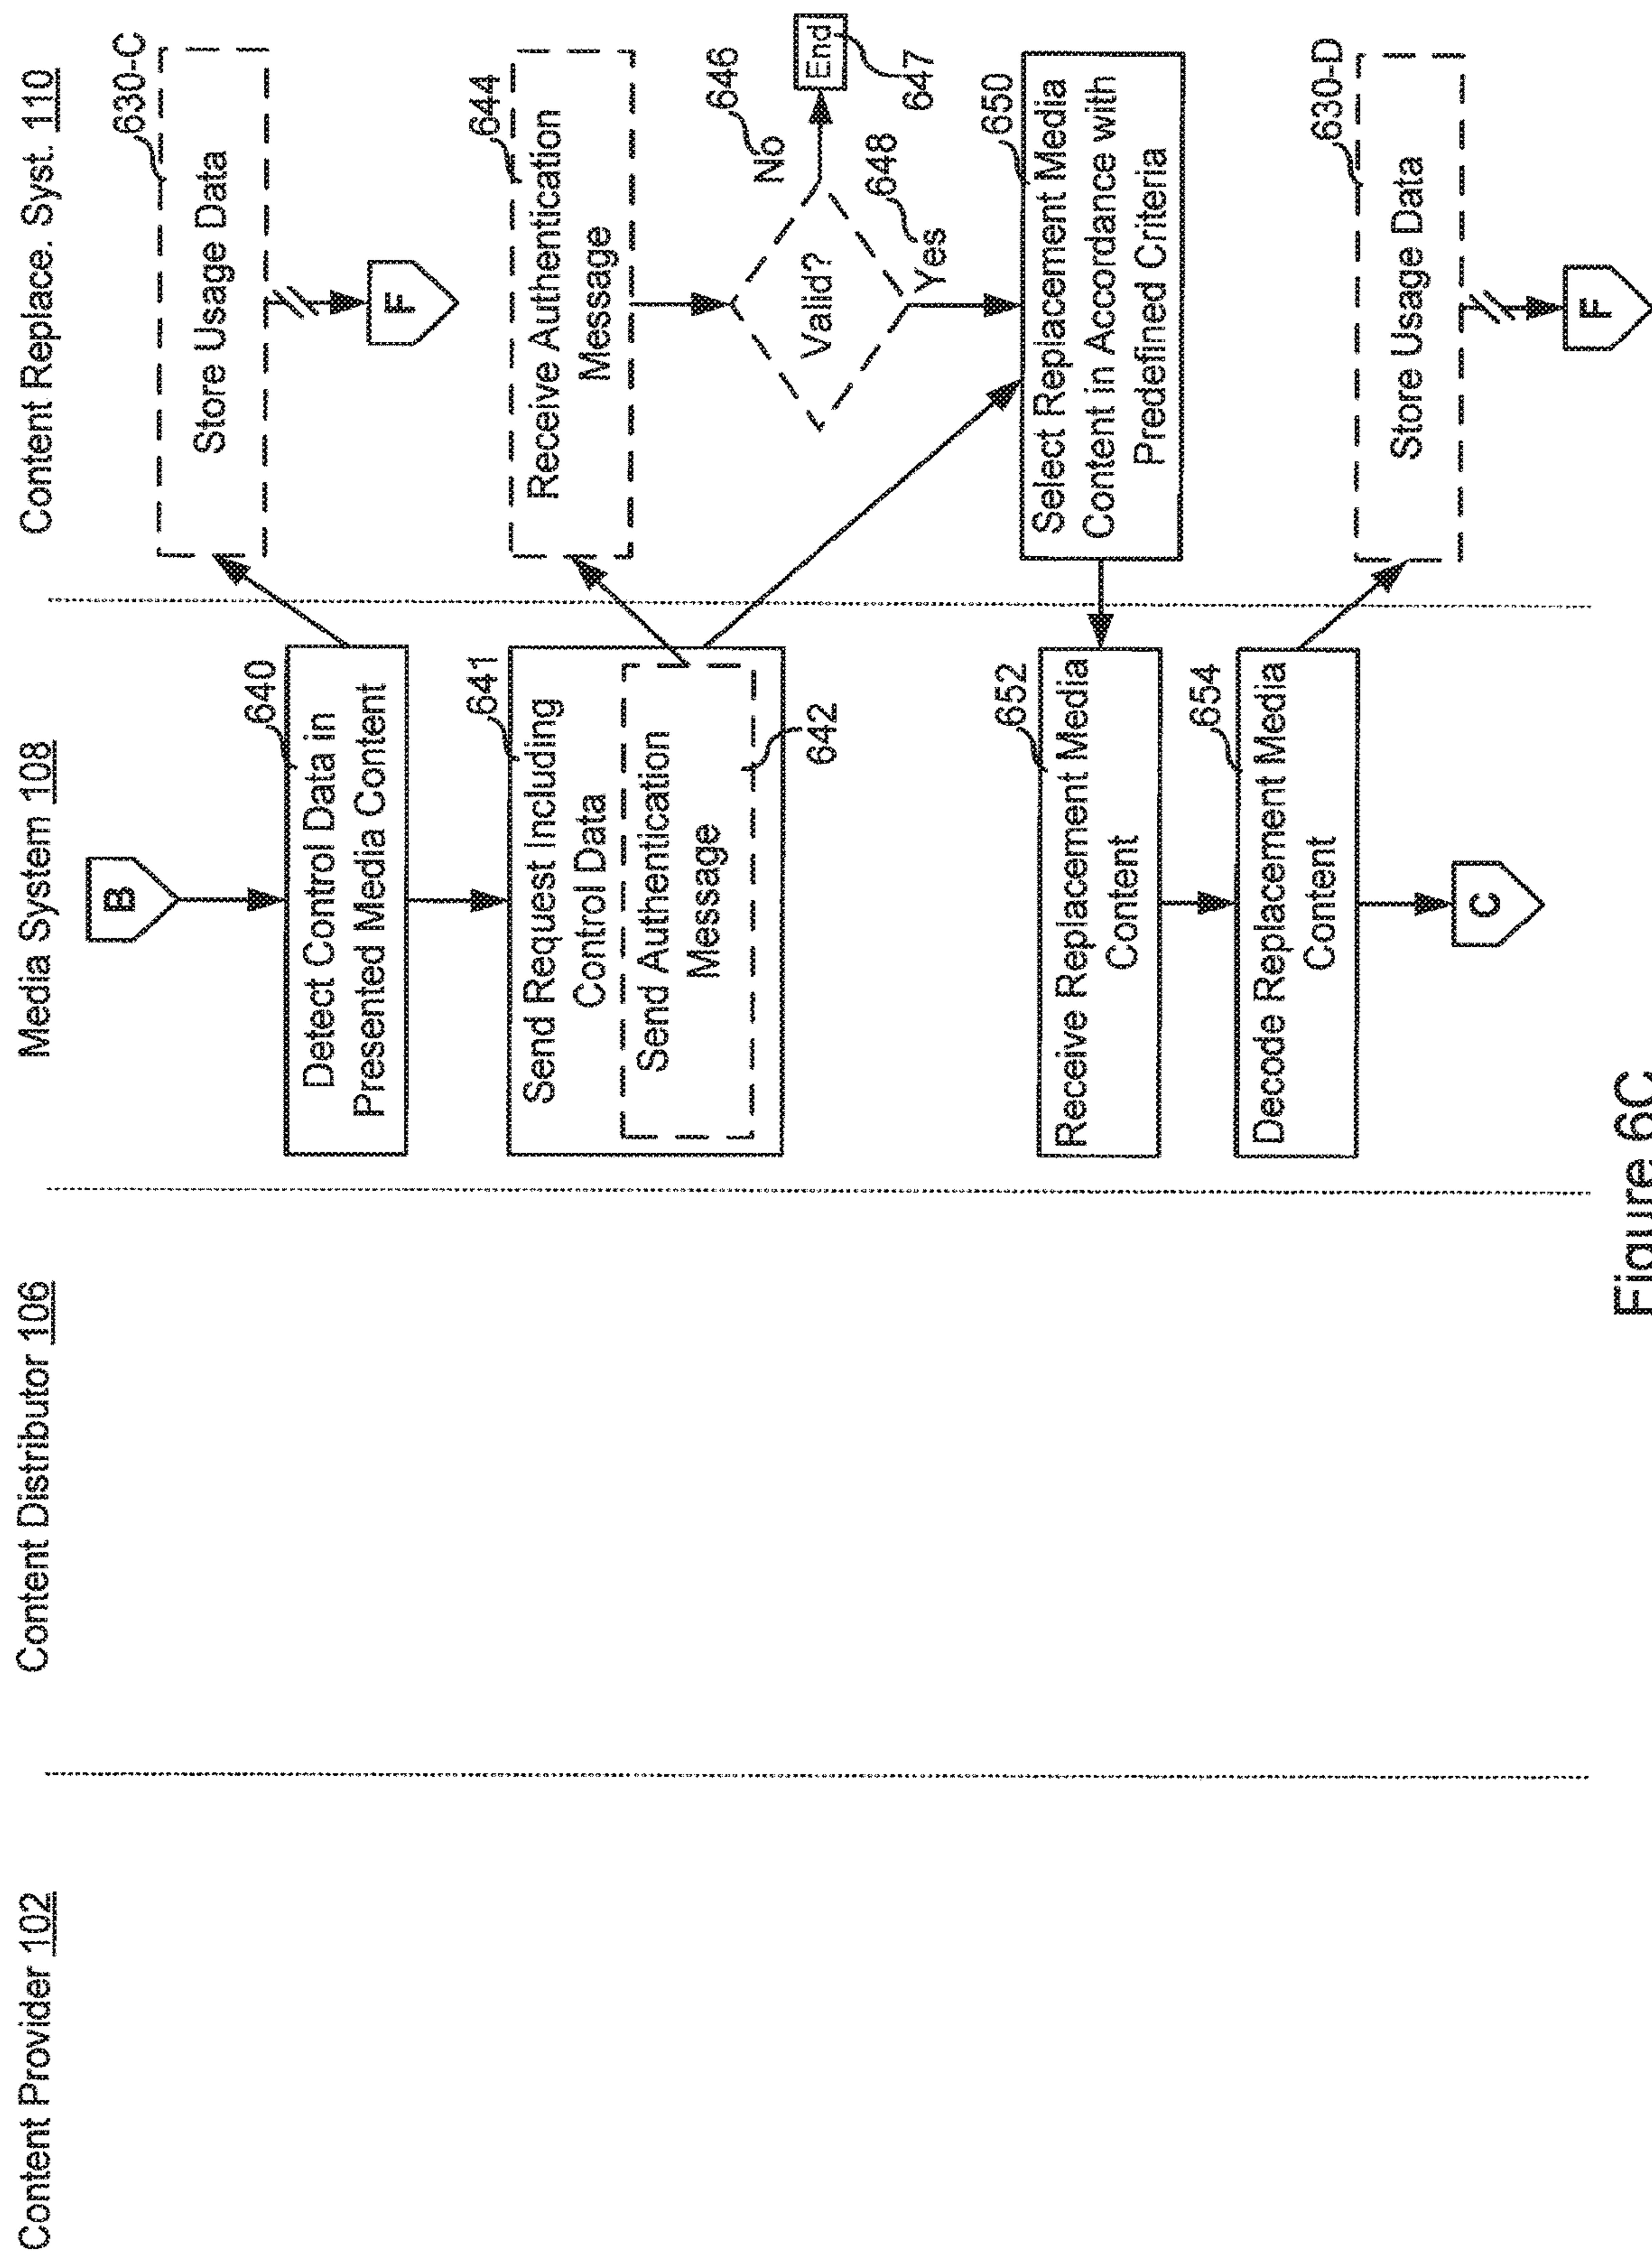 Content Provider 102
Content Distributor 106
Media System 108
Content Replace. Syst. 110
B
640
Detect Control Data in
Presented Media Content
630-C
Store Usage Data
F
641
Send Request Including
Control Data
Send Authentication
Message
642
644
Receive Authentication
Message
Valid?
646
No
End
647
648
Yes
650
Select Replacement Media
Content in Accordance with
Predefined Criteria
652
Receive Replacement Media
Content
654
Decode Replacement Media
Content
C
630-D
Store Usage Data
F
Figure 6C